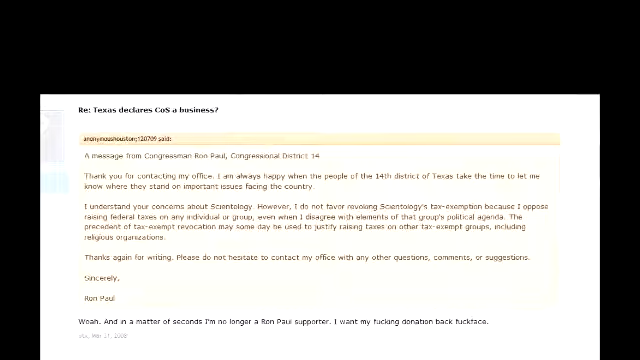 Re: Texas declares CoS a business?
anonymoushouston;120709 said:
A message from Congressman Ron Paul, Congressional District 14
Thank you for contacting my office. I am always happy when the people of the 14th district of Texas take the time to let me
know where they stand on important issues facing the country.
I understand your concerns about Scientology. However, I do not favor revoking Scientology's tax-exemption because I oppose
raising federal taxes on any individual or group, even when I disagree with elements of that group's political agenda. The
precedent of tax-exempt revocation may some day be used to justify raising taxes on other tax-exempt groups, including
religious organizations.
Thanks again for writing. Please do not hesitate to contact my office with any other questions, comments, or suggestions.
Sincerely,
Ron Paul
Woah. And in a matter of seconds I'm no longer a Ron Paul supporter. I want my fucking donation back fuckface.
Mar 11, 2008